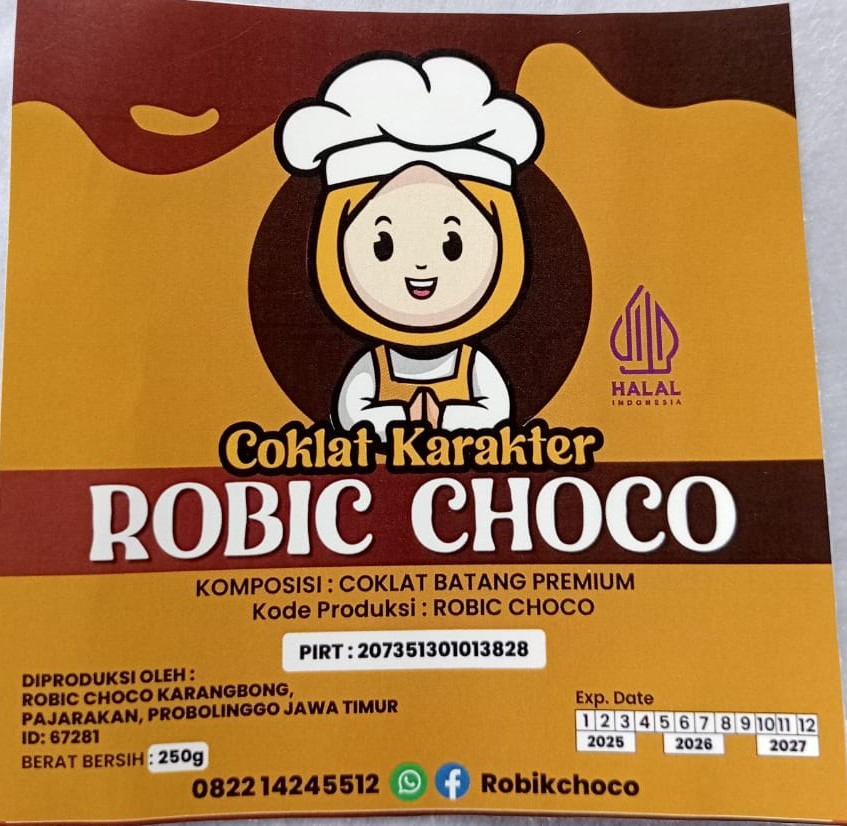 HALAL
INDONESIA
Coklat Karakter
ROBIC CHOCO
KOMPOSISI : COKLAT BATANG PREMIUM
Kode Produksi : ROBIC CHOCO
PIRT : 207351301013828
DIPRODUKSI OLEH :
ROBIC CHOCO KARANGBONG,
PAJARAKAN, PROBOLINGGO JAWA TIMUR
ID: 67281
BERAT BERSIH : 250g
Exp. Date
1 2 3 4 5 6 7 8 9 10 11 12
2025 2026 2027
0822 14245512 Robikchoco